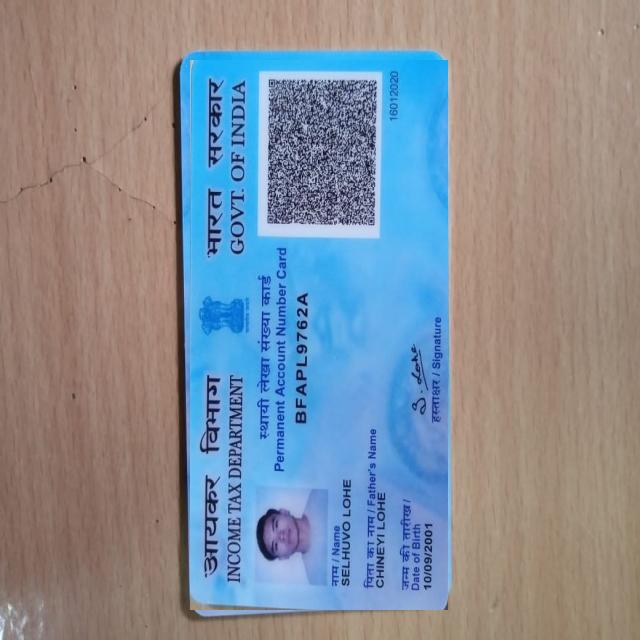 आयकर विभाग
INCOME TAX DEPARTMENT
भारत सरकार
GOVT. OF INDIA
स्थायी लेखा संख्या कार्ड
Permanent Account Number Card
BFAPL9762A
नाम / Name
SELHUVO LOHE
पिता का नाम / Father's Name
CHINEYI LOHE
जन्म की तारीख /
Date of Birth
10/09/2001
S. Lohe
हस्ताक्षर / Signature
16012020